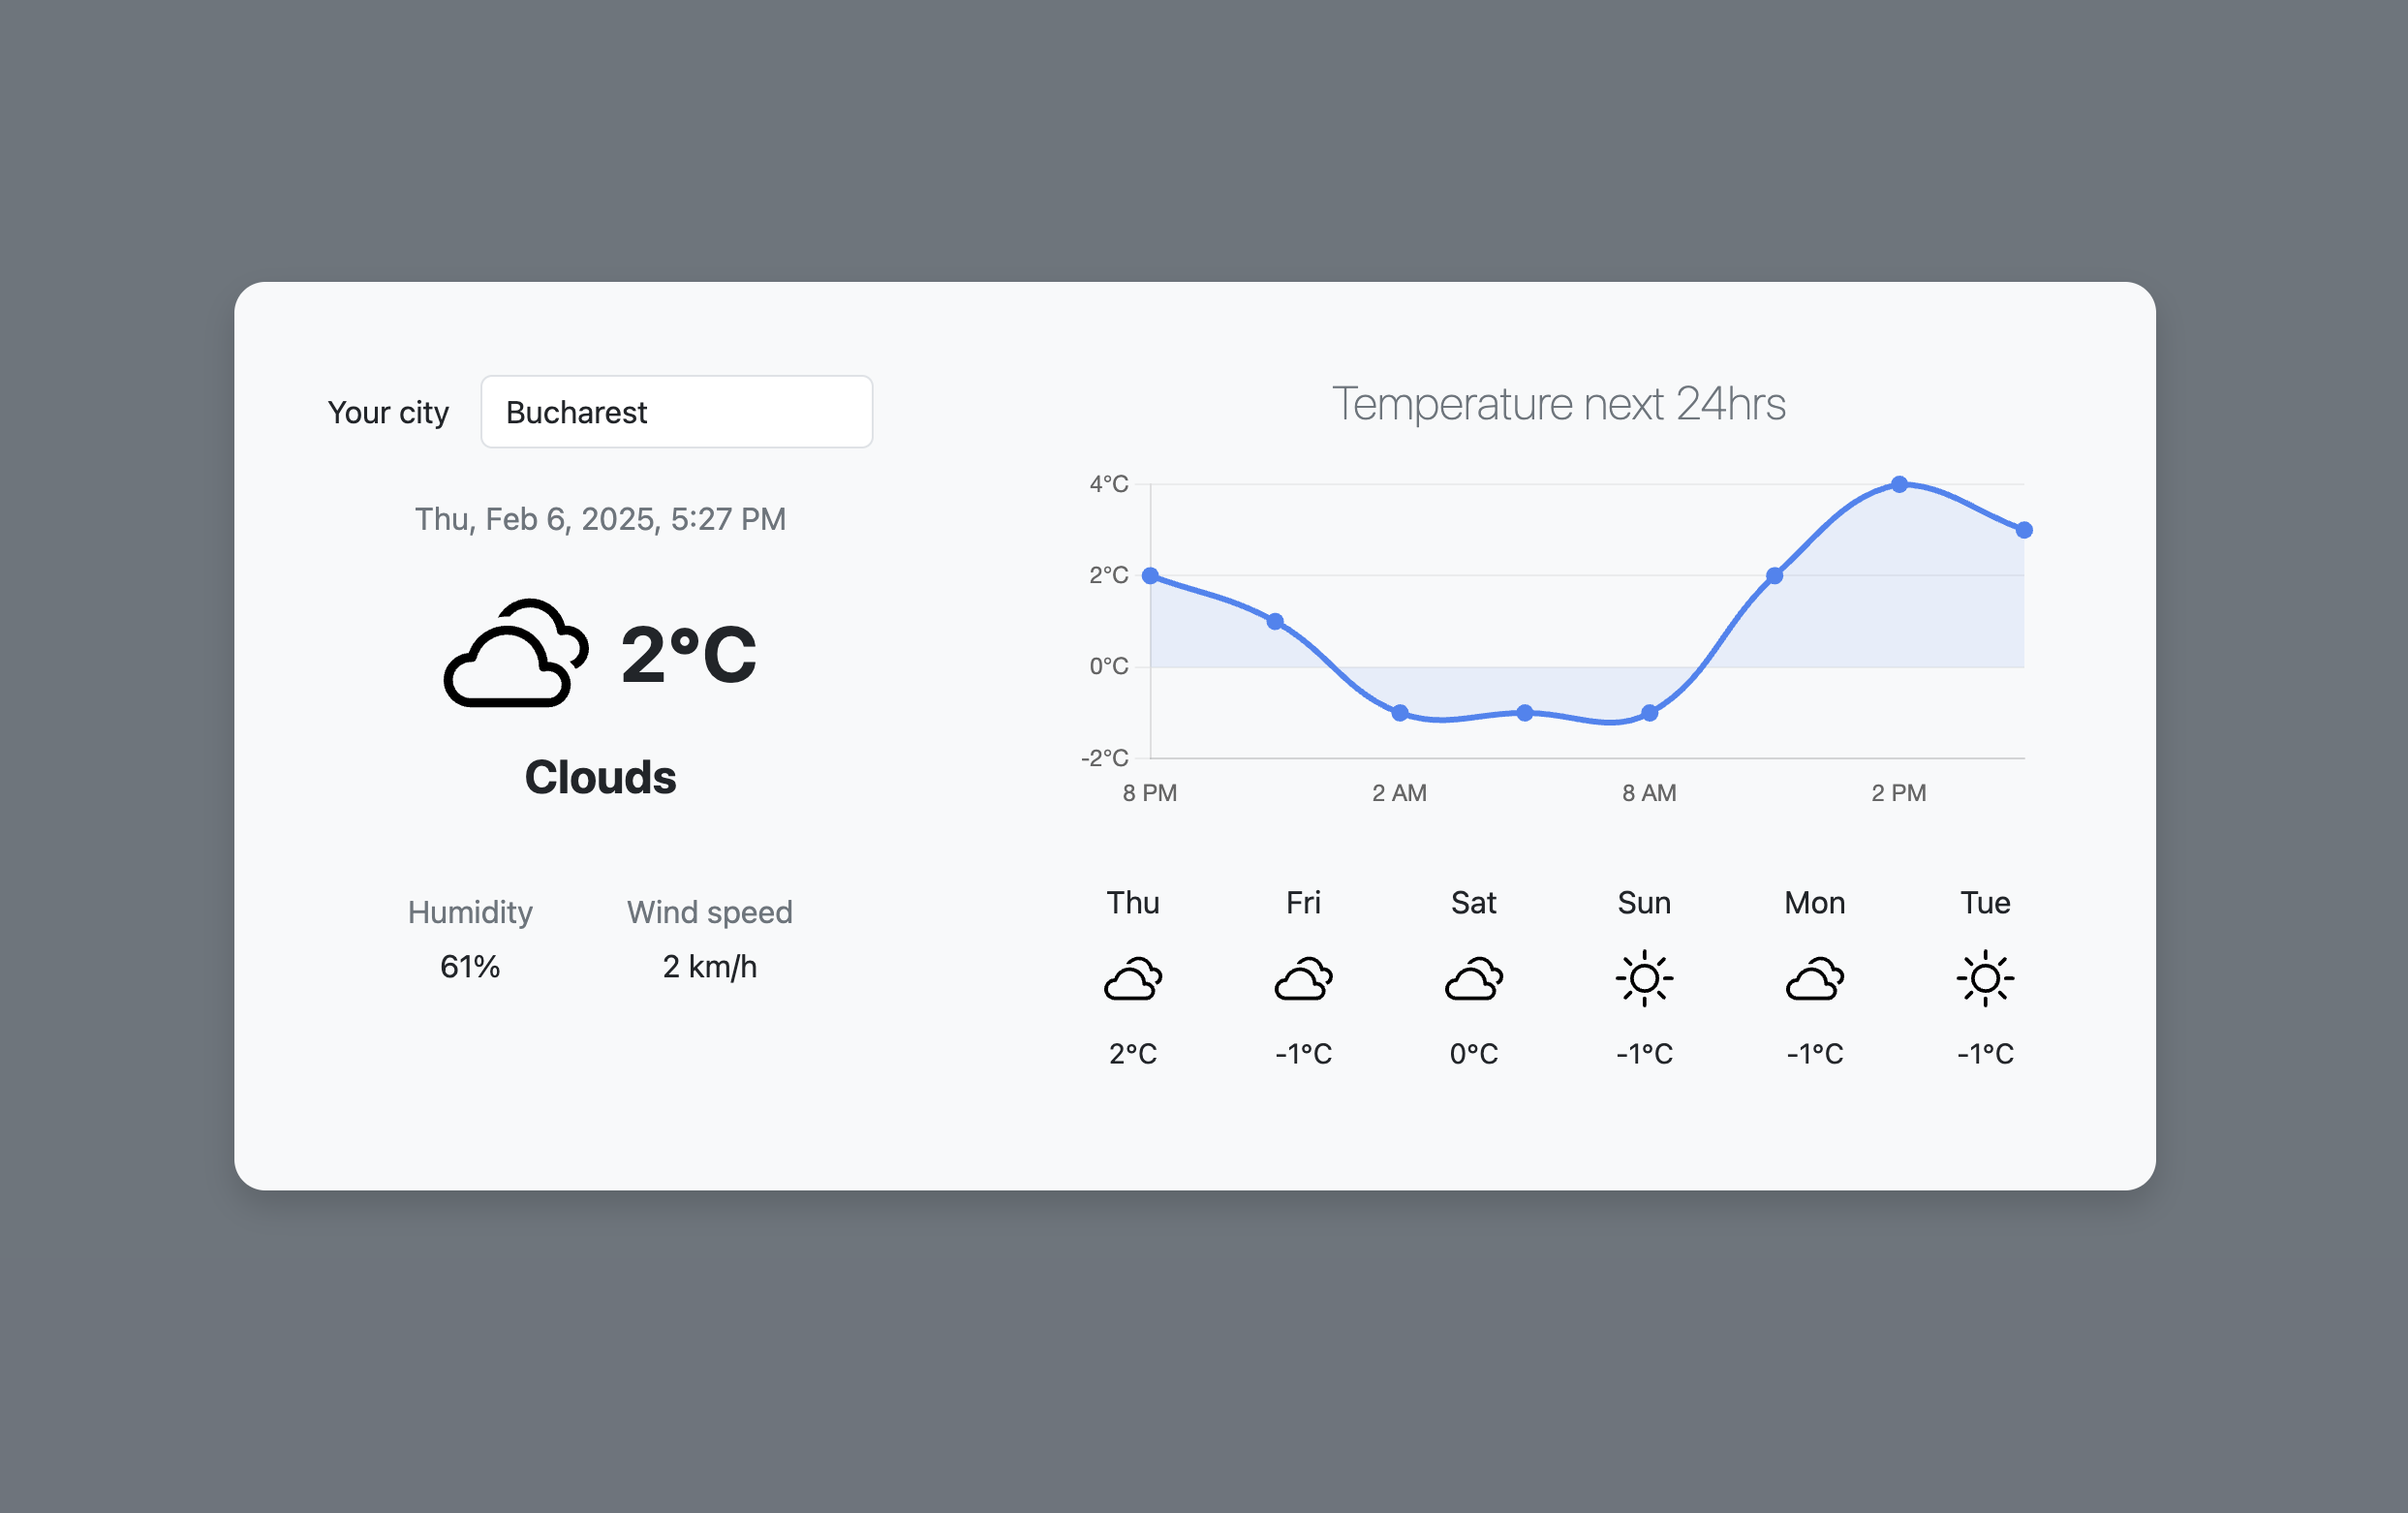 Your city
Bucharest
Thu, Feb 6, 2025, 5:27 PM
2°C
Clouds
Humidity
Wind speed
61%
2 km/h
Temperature next 24hrs
4°C
2°C
0°C
-2°C
8 PM
2 AM
8 AM
2 PM
Thu
Fri
Sat
Sun
Mon
Tue
2°C
-1°C
0°C
-1°C
-1°C
-1°C